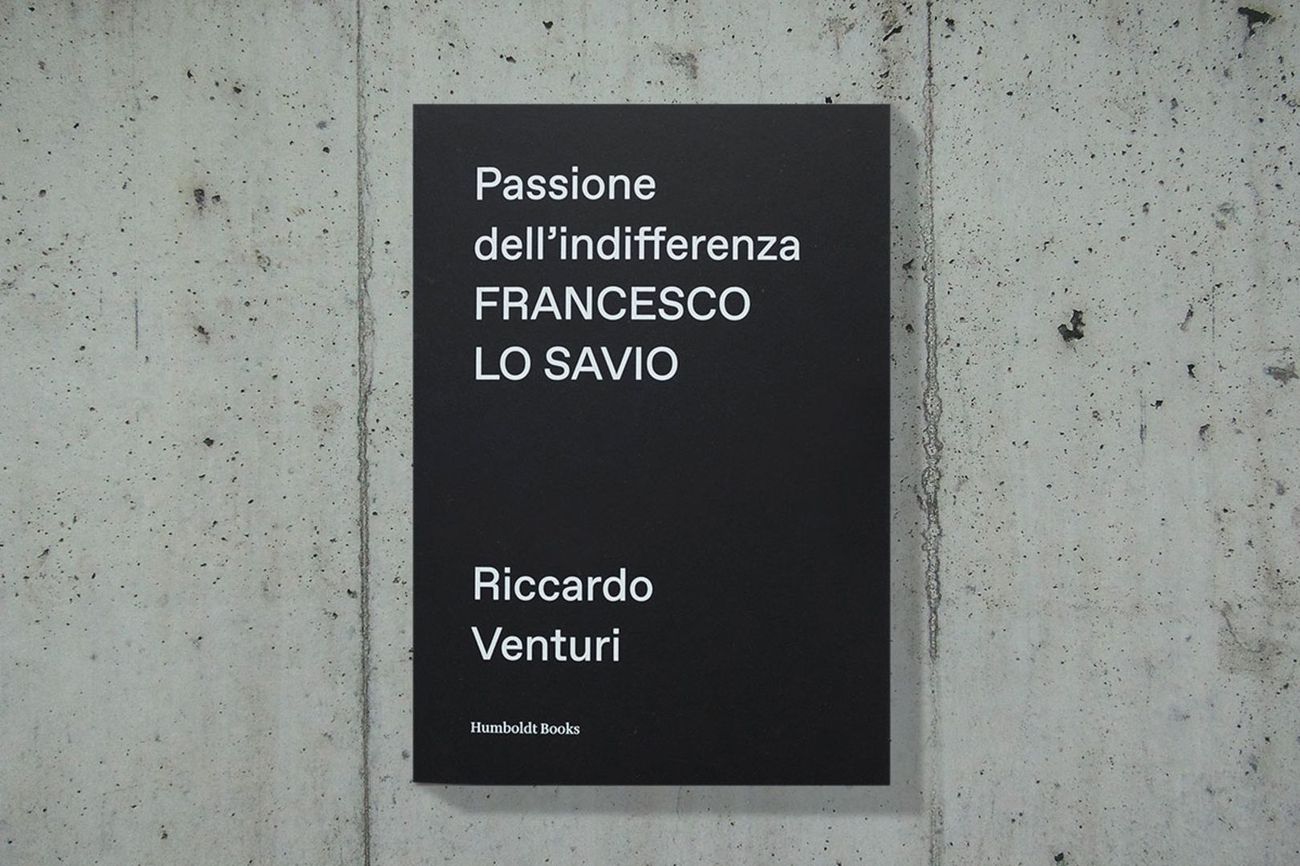 Passione
dell’indifferenza
FRANCESCO
LO SAVIO
Riccardo
Venturi
Humboldt Books